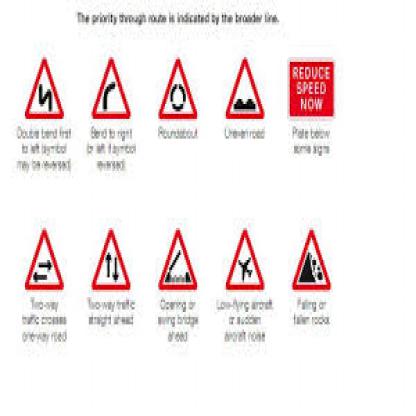 The priority through route is indicated by the broader line.
REDUCE
SPEED
NOW
Double bend first
to left (symbol
may be reversed)
Bend to right
(or left if symbol
reversed)
Roundabout
Uneven road
Plate below
some signs
Two-way
traffic crosses
one-way road
Two-way traffic
straight ahead
Opening or
swing bridge
ahead
Low-flying aircraft
or sudden
aircraft noise
Falling or
fallen rocks